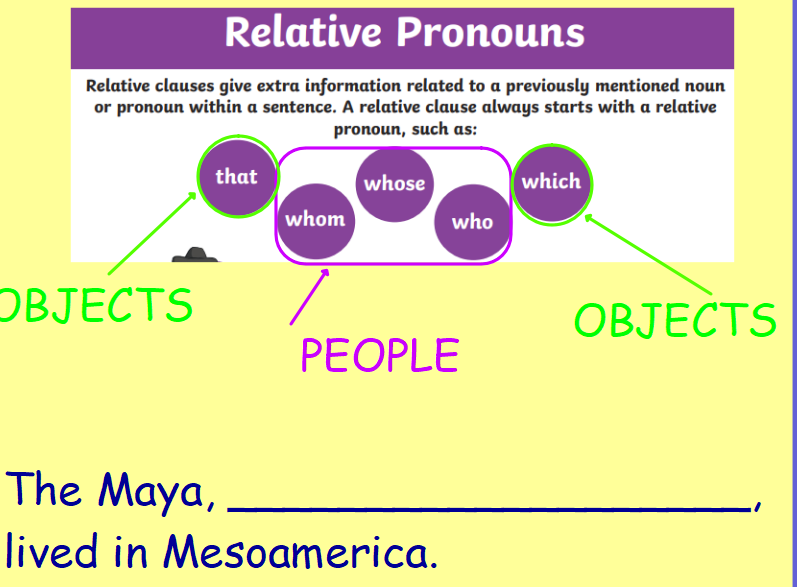 Relative Pronouns
Relative clauses give extra information related to a previously mentioned noun
or pronoun within a sentence. A relative clause always starts with a relative
pronoun, such as:
that
whom
whose
who
which
OBJECTS
PEOPLE
OBJECTS
The Maya, ____________________,
lived in Mesoamerica.